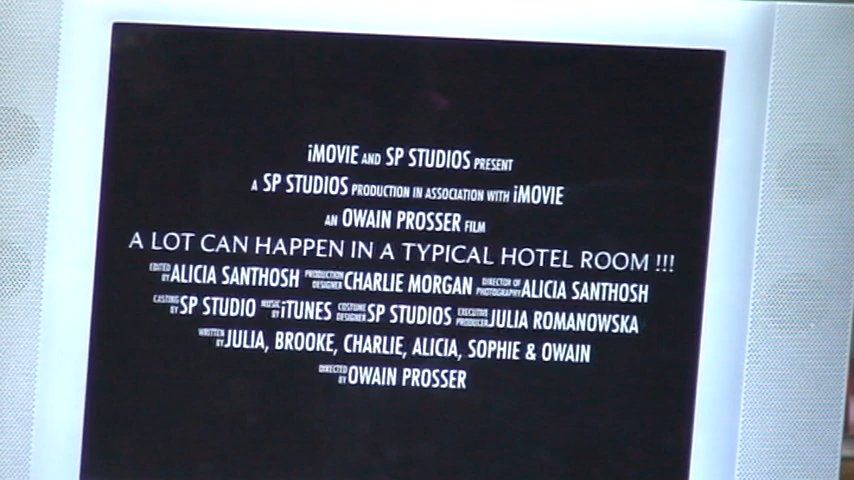 iMOVIE AND SP STUDIOS PRESENT
A SP STUDIOS PRODUCTION IN ASSOCIATION WITH iMOVIE
AN OWAIN PROSSER FILM
A LOT CAN HAPPEN IN A TYPICAL HOTEL ROOM !!!
EDITED BY ALICIA SANTHOSH PRODUCTION DESIGNER CHARLIE MORGAN DIRECTOR OF PHOTOGRAPHY ALICIA SANTHOSH
CASTING BY SP STUDIO MUSIC BY iTUNES COSTUME DESIGNER SP STUDIOS EXECUTIVE PRODUCER JULIA ROMANOWSKA
WRITTEN BY JULIA, BROOKE, CHARLIE, ALICIA, SOPHIE & OWAIN
DIRECTED BY OWAIN PROSSER